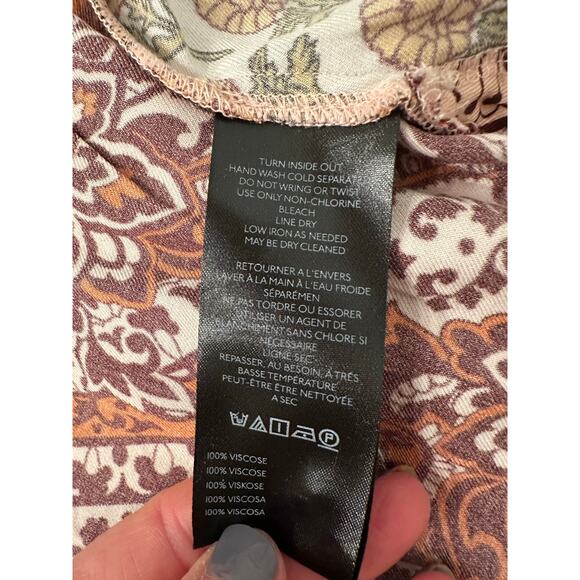 TURN INSIDE OUT
HAND WASH COLD SEPARATE
DO NOT WRING OR TWIST
USE ONLY NON-CHLORINE
BLEACH
LINE DRY
LOW IRON AS NEEDED
MAY BE DRY CLEANED
RETOURNER A L'ENVERS
LAVER À LA MAIN À L'EAU FROIDE
SÉPARÉMEN
NE PAS TORDRE OU ESSORER
UTILISER UN AGENT DE
BLANCHIMENT SANS CHLORE SI
NÉCESSAIRE
LIGNE SEC
REPASSER, AU BESOIN, À TRÈS
BASSE TEMPÉRATURE
PEUT-ÊTRE ÊTRE NETTOYÉE
A SEC
P
100% VISCOSE
100% VISCOSE
100% VISKOSE
100% VISCOSA
100% VISCOSA